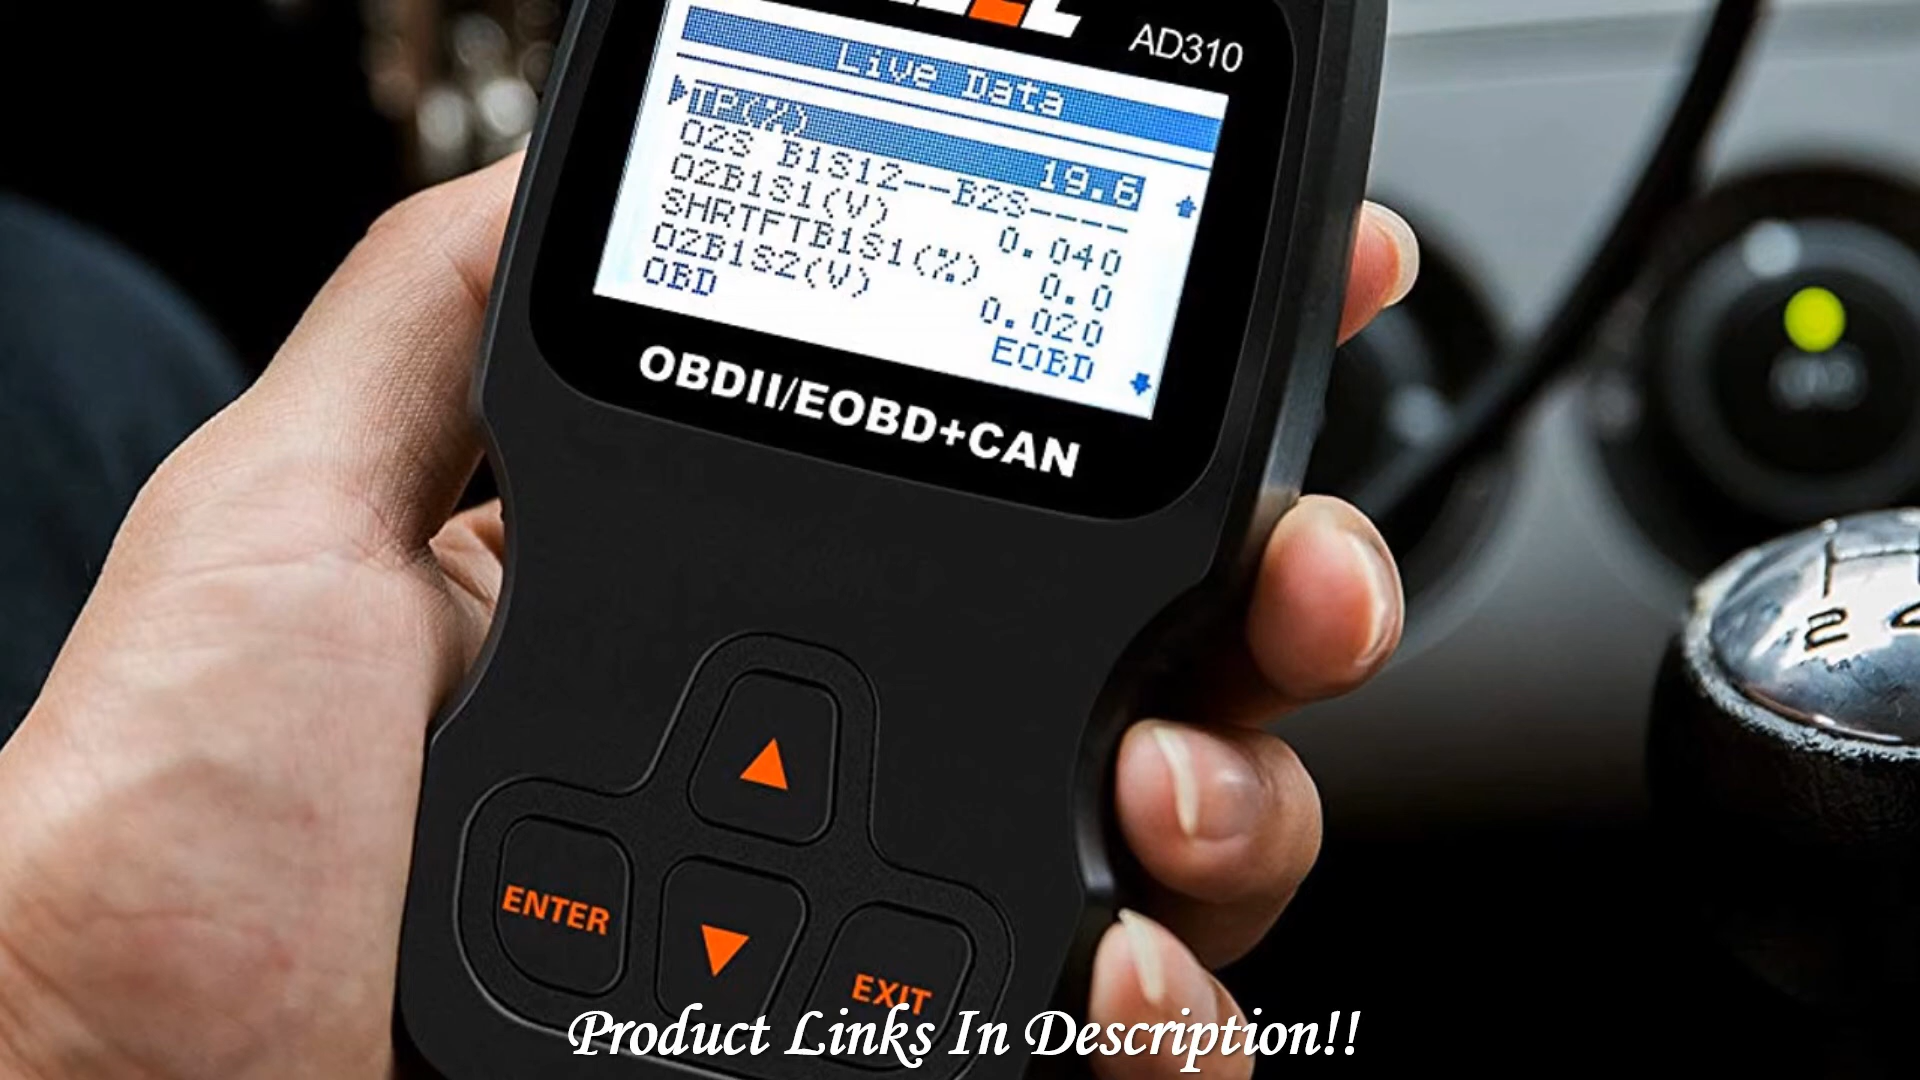 AD310
Live Data
TP(%) 19.6
O2S B1S12--B2S----
O2B1S1(V) 0.040
SHRTFTB1S1(%) 0.0
O2B1S2(V) 0.020
OBD EOBD
OBDII/EOBD+CAN
ENTER
EXIT
2
Product Links In Description!!